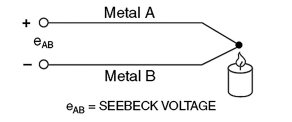 Metal A
+
eAB
−
Metal B
eAB = SEEBECK VOLTAGE